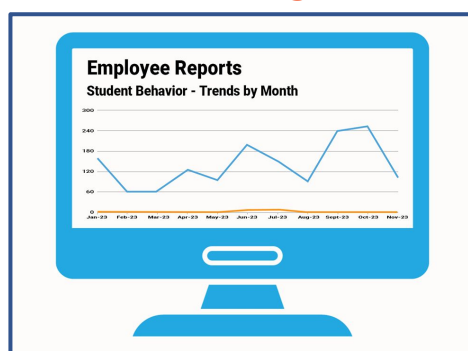 Employee Reports
Student Behavior - Trends by Month
300
240
180
120
60
0
Jan-23 Feb-23 Mar-23 Apr-23 May-23 Jun-23 Jul-23 Aug-23 Sept-23 Oct-23 Nov-23